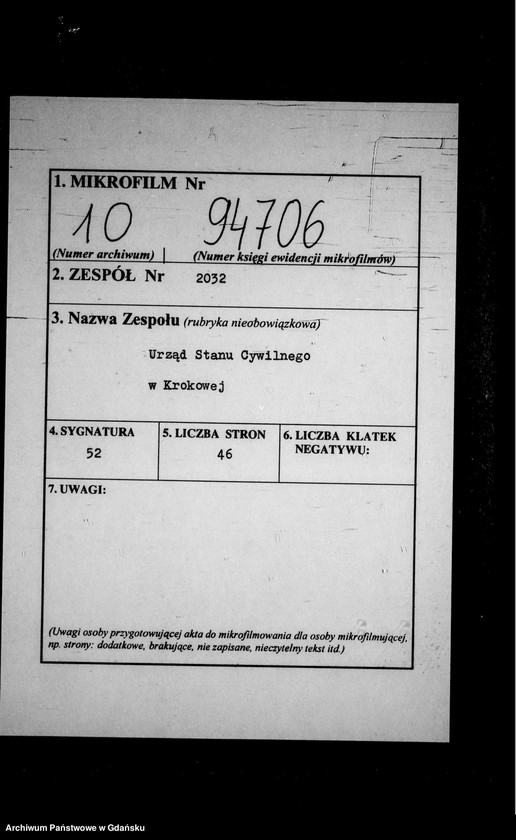 1. MIKROFILM Nr
10 94706
(Numer archiwum) (Numer księgi ewidencji mikrofilmów)
2. ZESPÓŁ Nr 2032
3. Nazwa Zespołu (rubryka nieobowiązkowa)
Urząd Stanu Cywilnego
w Krokowej
4. SYGNATURA 5. LICZBA STRON 6. LICZBA KLATEK
NEGATYWU:
52 46
7. UWAGI:
(Uwagi osoby przygotowującej akta do mikrofilmowania dla osoby mikrofilmującej,
np. strony: dodatkowe, brakujące, nie zapisane, nieczytelny tekst itd.)
Archiwum Państwowe w Gdańsku